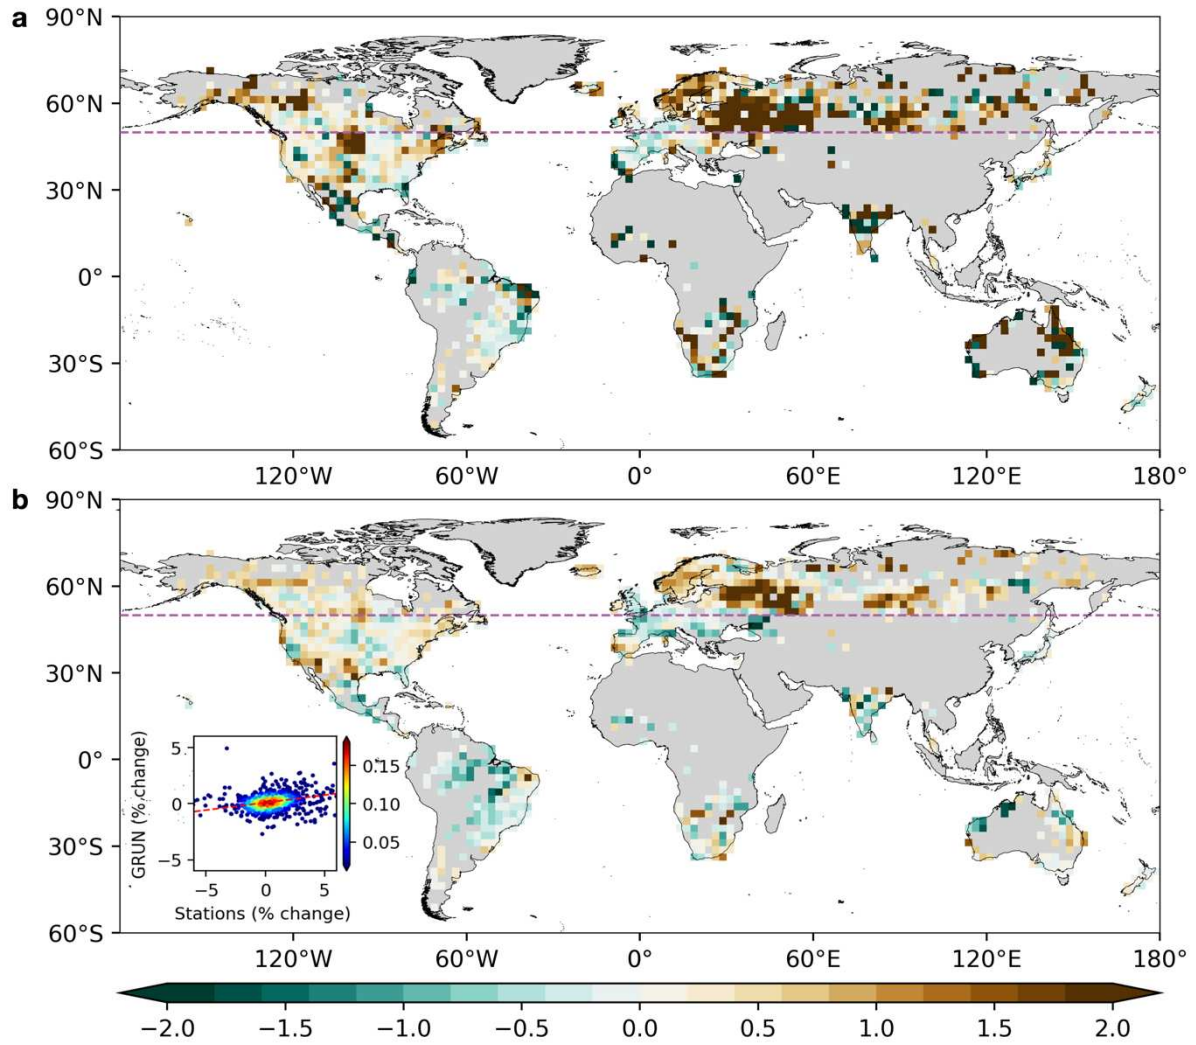 a
90°N
60°N
30°N
0°
30°S
60°S
120°W 60°W 0° 60°E 120°E 180°
b
90°N
60°N
30°N
0°
30°S
60°S
GRUN (% change)
5
0
−5
−5 0 5
Stations (% change)
0.15
0.10
0.05
120°W 60°W 0° 60°E 120°E 180°
−2.0 −1.5 −1.0 −0.5 0.0 0.5 1.0 1.5 2.0